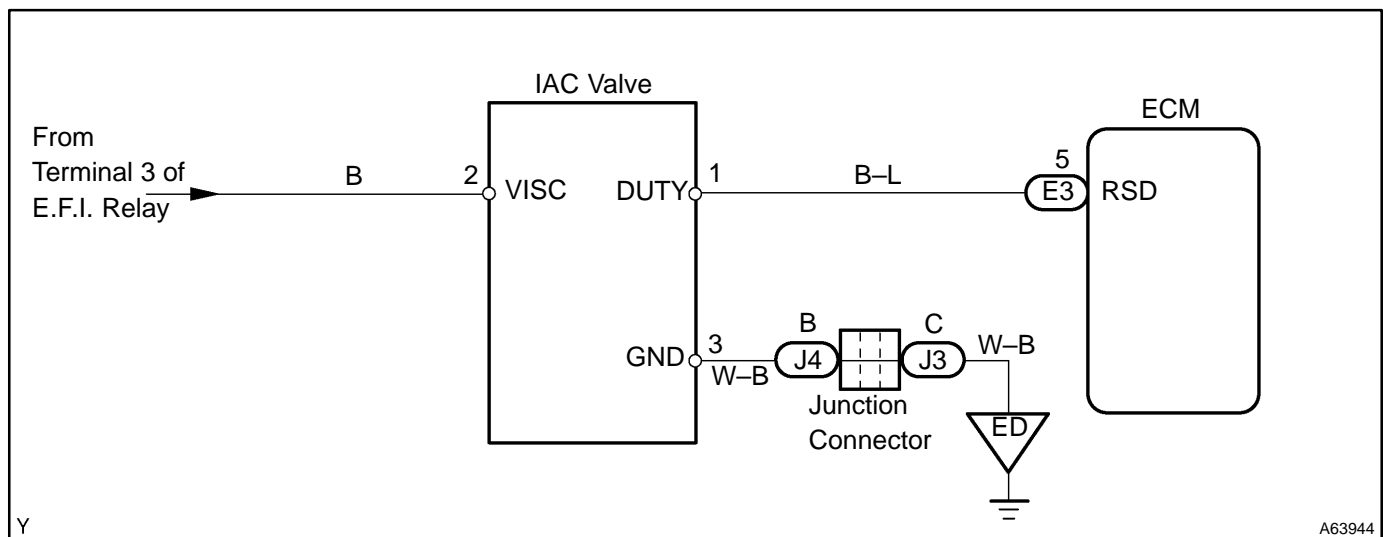 IAC Valve
ECM
From
Terminal 3 of
E.F.I. Relay
B
2
VISC
DUTY
1
B–L
5
E3
RSD
GND
3
W–B
B
J4
C
J3
W–B
Junction
Connector
ED
Y
A63944